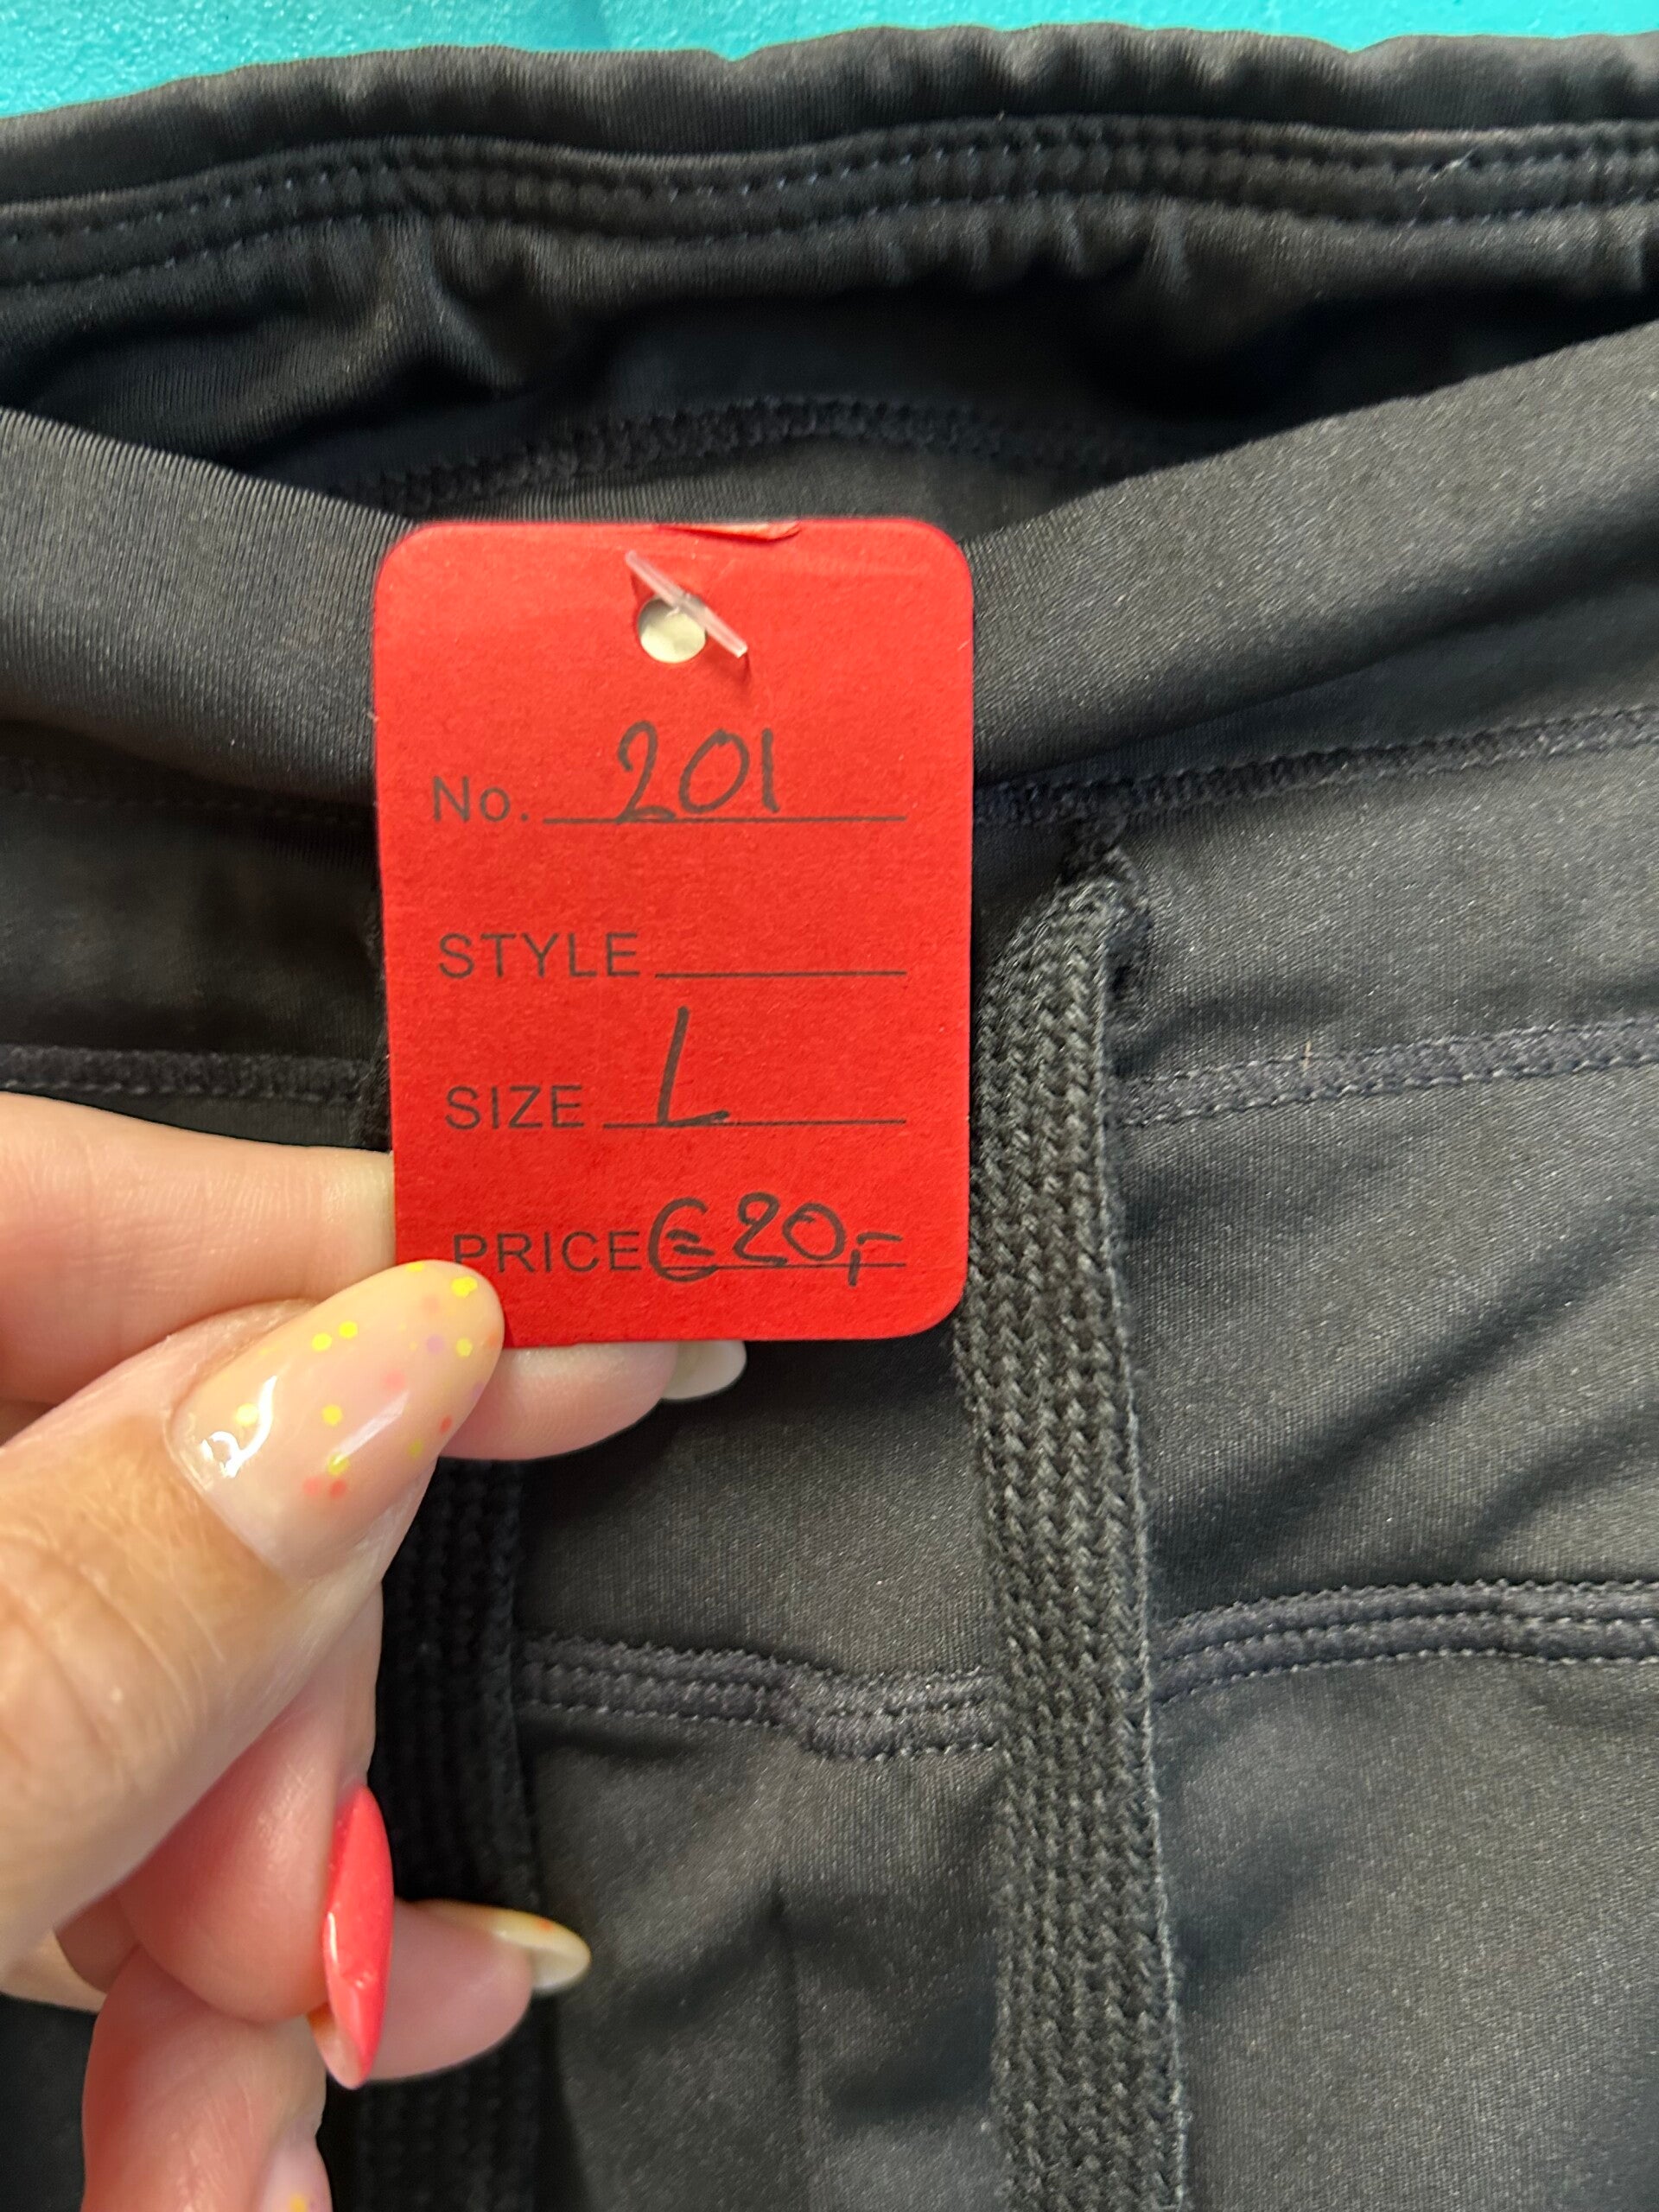 No. 201
STYLE
SIZE L
PRICE € 20,-